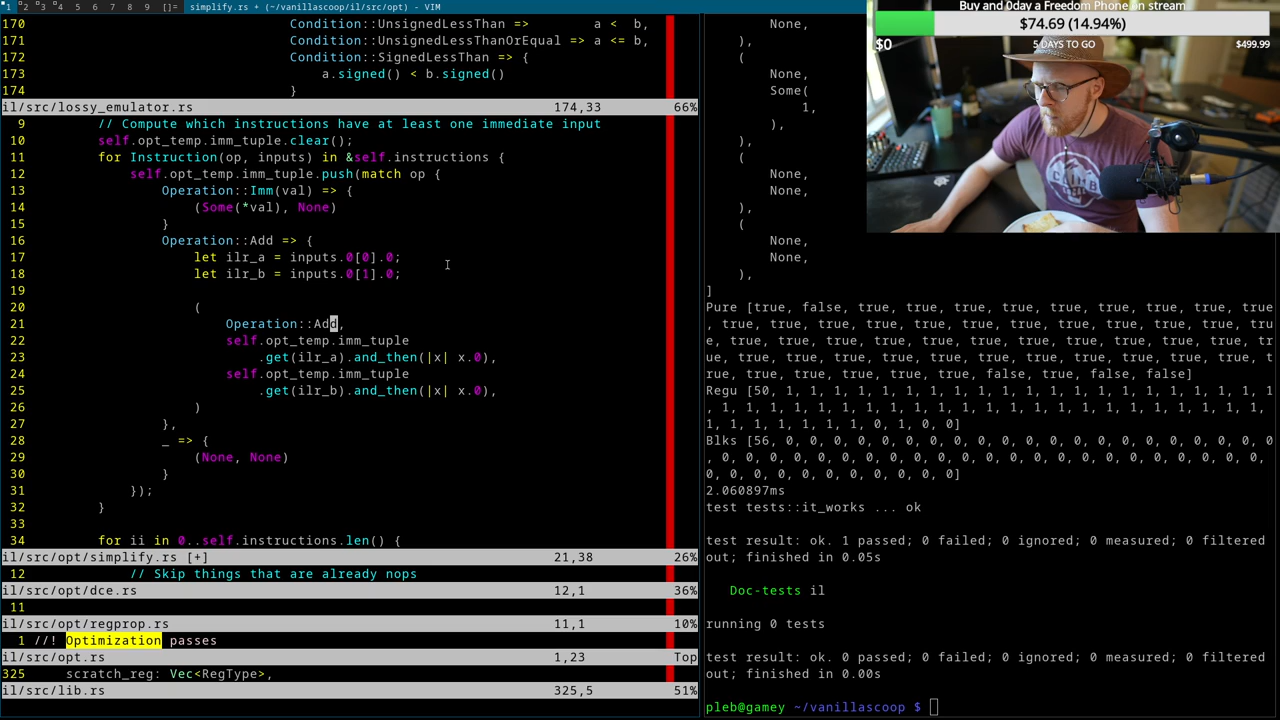 1 2 3 4 5 6 7 8 9 []= simplify.rs + (~/vanillascoop/il/src/opt) - VIM
170 Condition::UnsignedLessThan => a < b,
171 Condition::UnsignedLessThanOrEqual => a <= b,
172 Condition::SignedLessThan => {
173 a.signed() < b.signed()
174 }
il/src/lossy_emulator.rs 174,33 66%
9 // Compute which instructions have at least one immediate input
10 self.opt_temp.imm_tuple.clear();
11 for Instruction(op, inputs) in &self.instructions {
12 self.opt_temp.imm_tuple.push(match op {
13 Operation::Imm(val) => {
14 (Some(*val), None)
15 }
16 Operation::Add => {
17 let ilr_a = inputs.0[0].0;
18 let ilr_b = inputs.0[1].0;
19
20 (
21 Operation::Add,
22 self.opt_temp.imm_tuple
23 .get(ilr_a).and_then(|x| x.0),
24 self.opt_temp.imm_tuple
25 .get(ilr_b).and_then(|x| x.0),
26 )
27 },
28 _ => {
29 (None, None)
30 }
31 });
32 }
33
34 for ii in 0..self.instructions.len() {
il/src/opt/simplify.rs [+] 21,38 26%
12 // Skip things that are already nops
il/src/opt/dce.rs 12,1 36%
11
il/src/opt/regprop.rs 11,1 10%
1 //! Optimization passes
il/src/opt.rs 1,23 Top
325 scratch_reg: Vec<RegType>,
il/src/lib.rs 325,5 51%
None,
),
(
None,
Some(
1,
),
),
(
None,
None,
),
(
None,
None,
),
]
Pure [true, false, true, true, true, true, true, true, true, true, true
, true, true, true, true, true, true, true, true, true, true, true, tr
ue, true, true, true, true, true, true, true, true, true, true, true, t
rue, true, true, true, true, true, true, true, true, true, true, true,
true, true, true, true, true, true, false, true, false, false]
Regu [50, 1, 1, 1, 1, 1, 1, 1, 1, 1, 1, 1, 1, 1, 1, 1, 1, 1, 1, 1, 1, 1
, 1, 1, 1, 1, 1, 1, 1, 1, 1, 1, 1, 1, 1, 1, 1, 1, 1, 1, 1, 1, 1, 1, 1,
1, 1, 1, 1, 1, 1, 1, 0, 1, 0, 0]
Blks [56, 0, 0, 0, 0, 0, 0, 0, 0, 0, 0, 0, 0, 0, 0, 0, 0, 0, 0, 0, 0, 0
, 0, 0, 0, 0, 0, 0, 0, 0, 0, 0, 0, 0, 0, 0, 0, 0, 0, 0, 0, 0, 0, 0, 0,
0, 0, 0, 0, 0, 0, 0, 0, 0, 0, 0]
2.060897ms
test tests::it_works ... ok
test result: ok. 1 passed; 0 failed; 0 ignored; 0 measured; 0 filtered
out; finished in 0.05s
Doc-tests il
running 0 tests
test result: ok. 0 passed; 0 failed; 0 ignored; 0 measured; 0 filtered
out; finished in 0.00s
pleb@gamey ~/vanillascoop $
Buy and 0day a Freedom Phone on stream
$74.69 (14.94%)
$0 5 DAYS TO GO $499.99
CLIMB